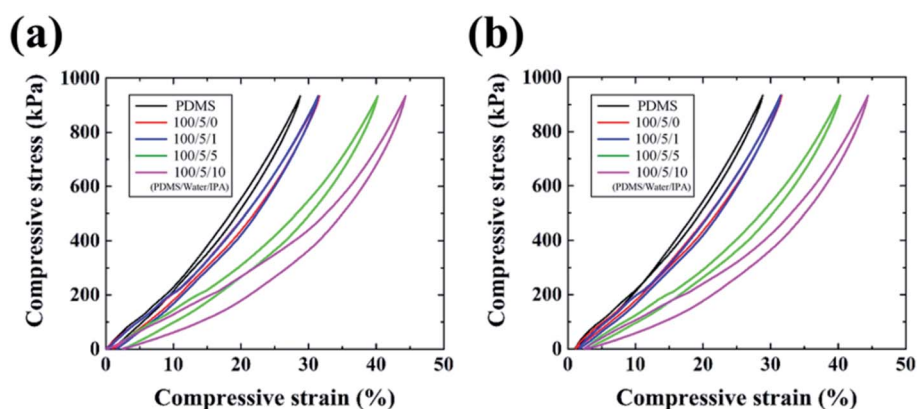 (a)
Compressive stress (kPa)
1000
800
600
400
200
0
PDMS
100/5/0
100/5/1
100/5/5
100/5/10
(PDMS/Water/IPA)
0 10 20 30 40 50
Compressive strain (%)
(b)
Compressive stress (kPa)
1000
800
600
400
200
0
PDMS
100/5/0
100/5/1
100/5/5
100/5/10
(PDMS/Water/IPA)
0 10 20 30 40 50
Compressive strain (%)